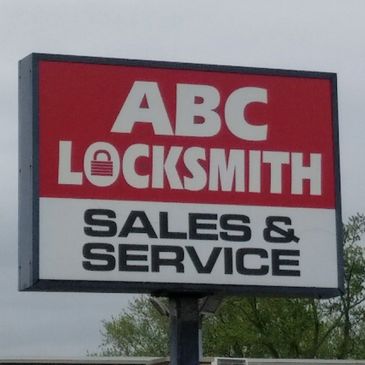 ABC
LOCKSMITH
SALES &
SERVICE